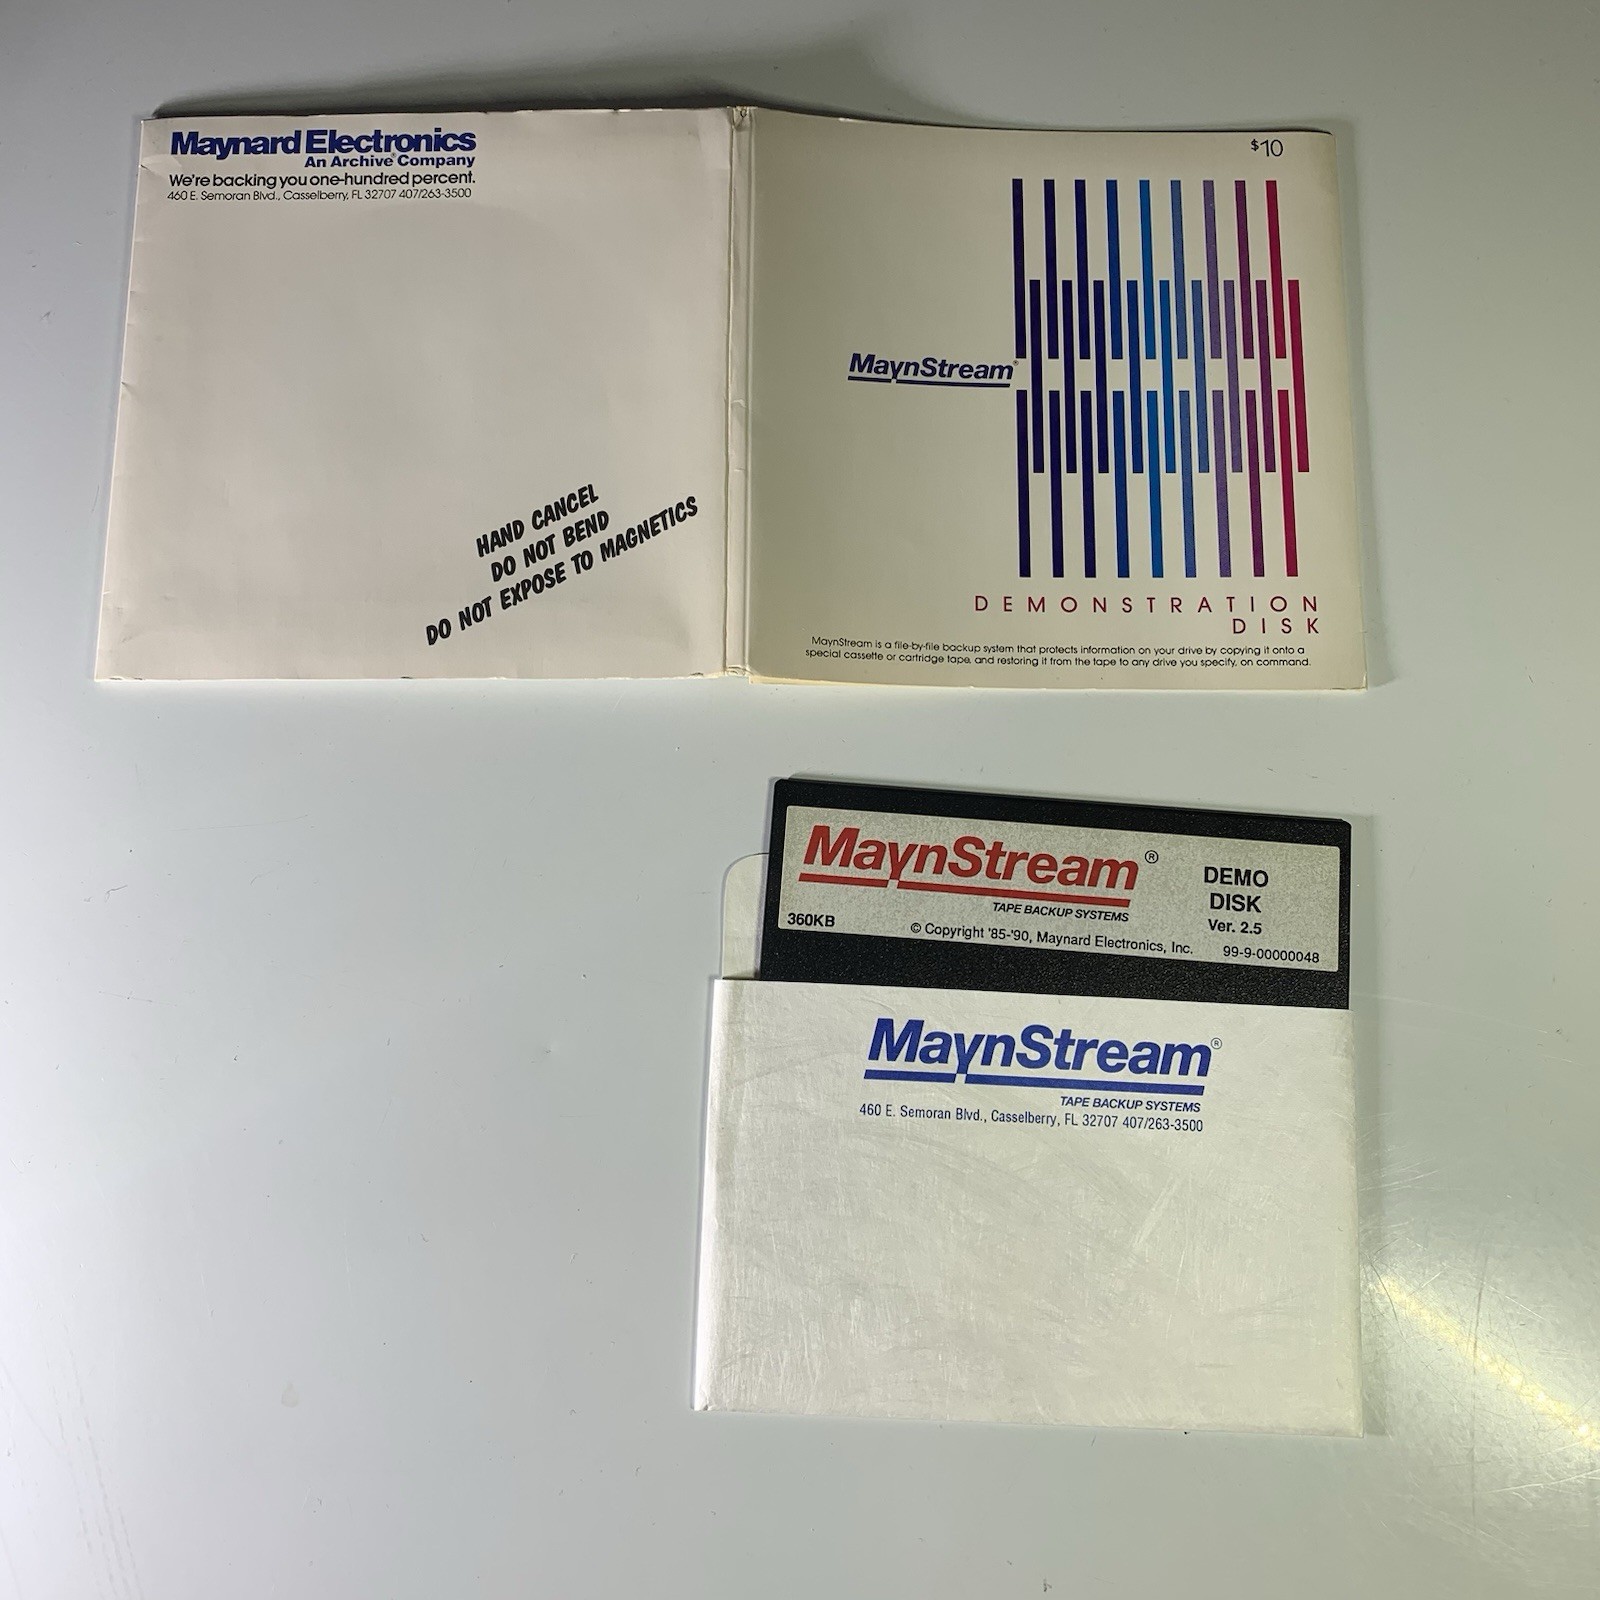 Maynard Electronics
An Archive® Company
We're backing you one-hundred percent.
460 E. Semoran Blvd., Casselberry, FL 32707 407/263-3500
HAND CANCEL
DO NOT BEND
DO NOT EXPOSE TO MAGNETICS
$10
MaynStream®
DEMONSTRATION
DISK
MaynStream is a file-by-file backup system that protects information on your drive by copying it onto a
special cassette or cartridge tape, and restoring it from the tape to any drive you specify, on command.
MaynStream®
TAPE BACKUP SYSTEMS
DEMO
DISK
Ver. 2.5
360KB
© Copyright '85-'90, Maynard Electronics, Inc.
99-9-00000048
MaynStream®
TAPE BACKUP SYSTEMS
460 E. Semoran Blvd., Casselberry, FL 32707 407/263-3500